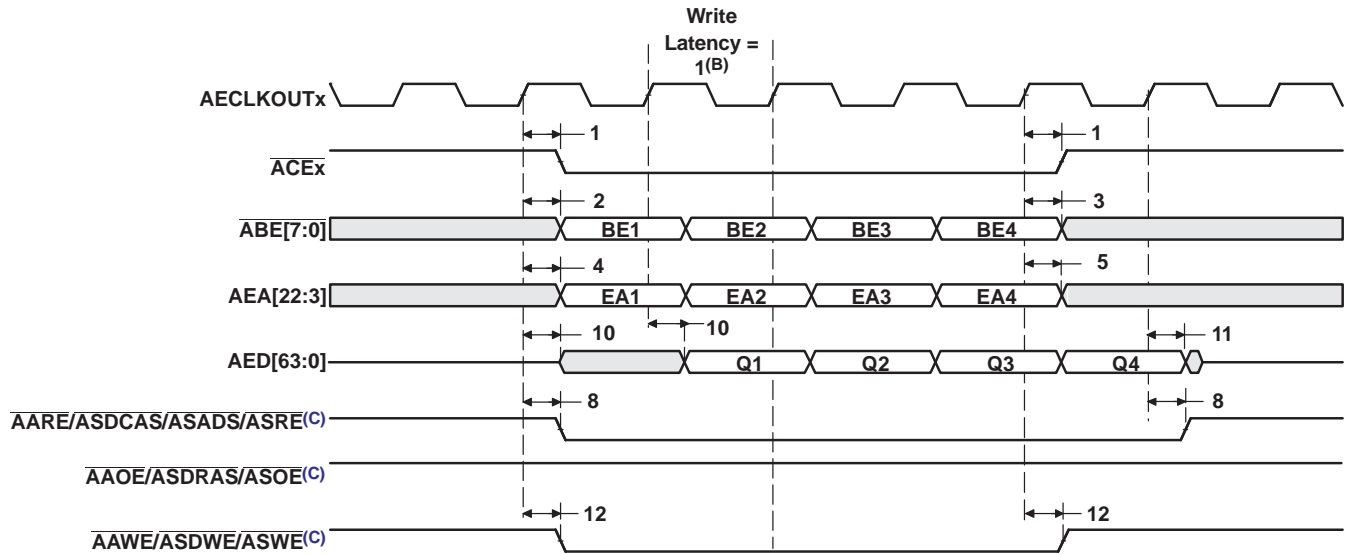 Write
Latency =
1(B)
AECLKOUTx
1 1
ACEx
2 3
ABE[7:0] BE1 BE2 BE3 BE4
4 5
AEA[22:3] EA1 EA2 EA3 EA4
10 10 11
AED[63:0] Q1 Q2 Q3 Q4
8 8
AARE/ASDCAS/ASADS/ASRE(C)
AAOE/ASDRAS/ASOE(C)
12 12
AAWE/ASDWE/ASWE(C)